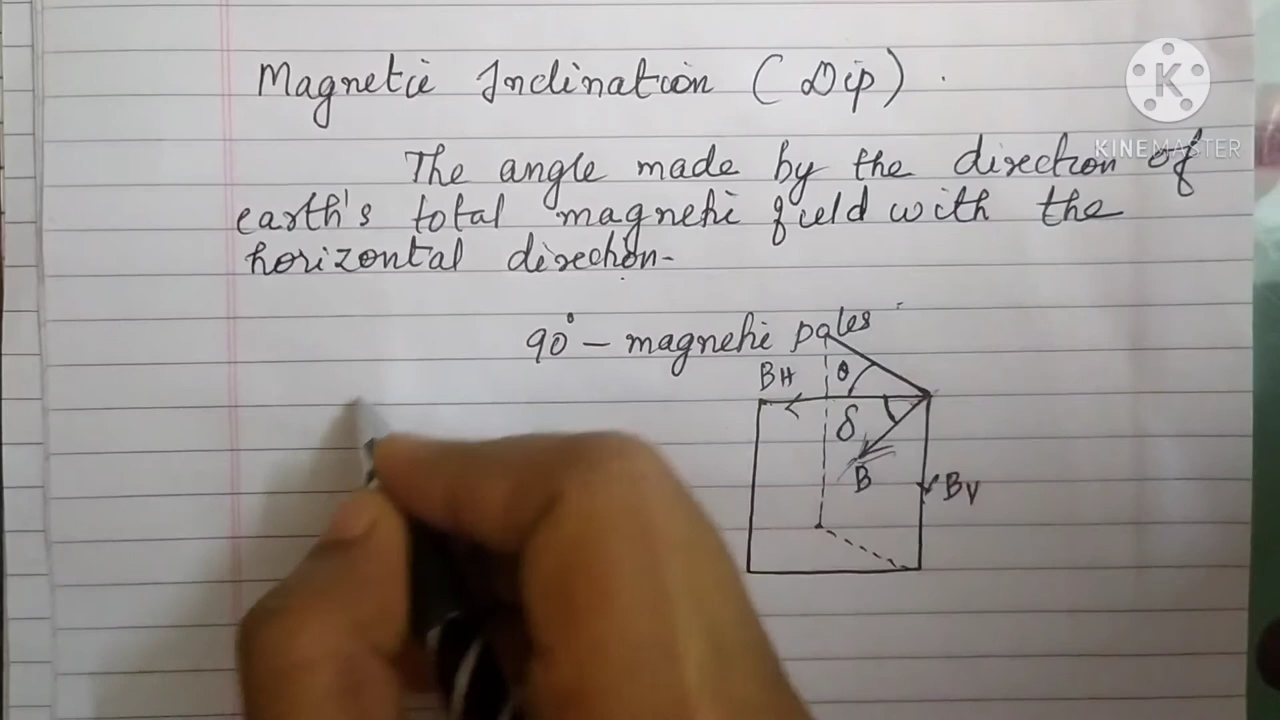 Magnetic Inclination (Dip).
KINEMASTER
The angle made by the direction of
earth's total magnetic field with the
horizontal direction.
90° – magnetic poles
BH
θ
δ
B
BV